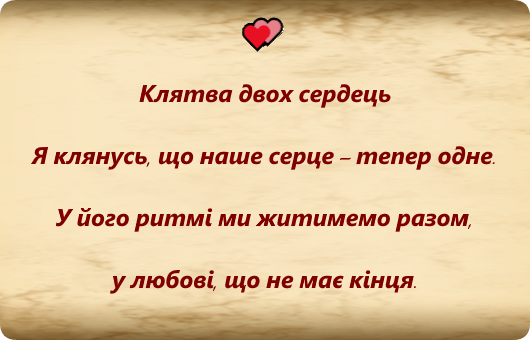 Клятва двох сердець
Я клянусь, що наше серце – тепер одне.
У його ритмі ми житимемо разом,
у любові, що не має кінця.